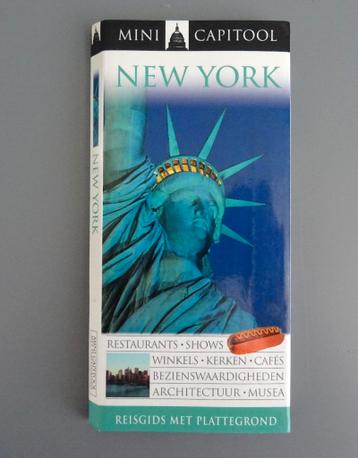 MINI CAPITOOL
NEW YORK
NEW YORK
RESTAURANTS • SHOWS
WINKELS • KERKEN • CAFÉS
BEZIENSWAARDIGHEDEN
ARCHITECTUUR • MUSEA
REISGIDS MET PLATTEGROND